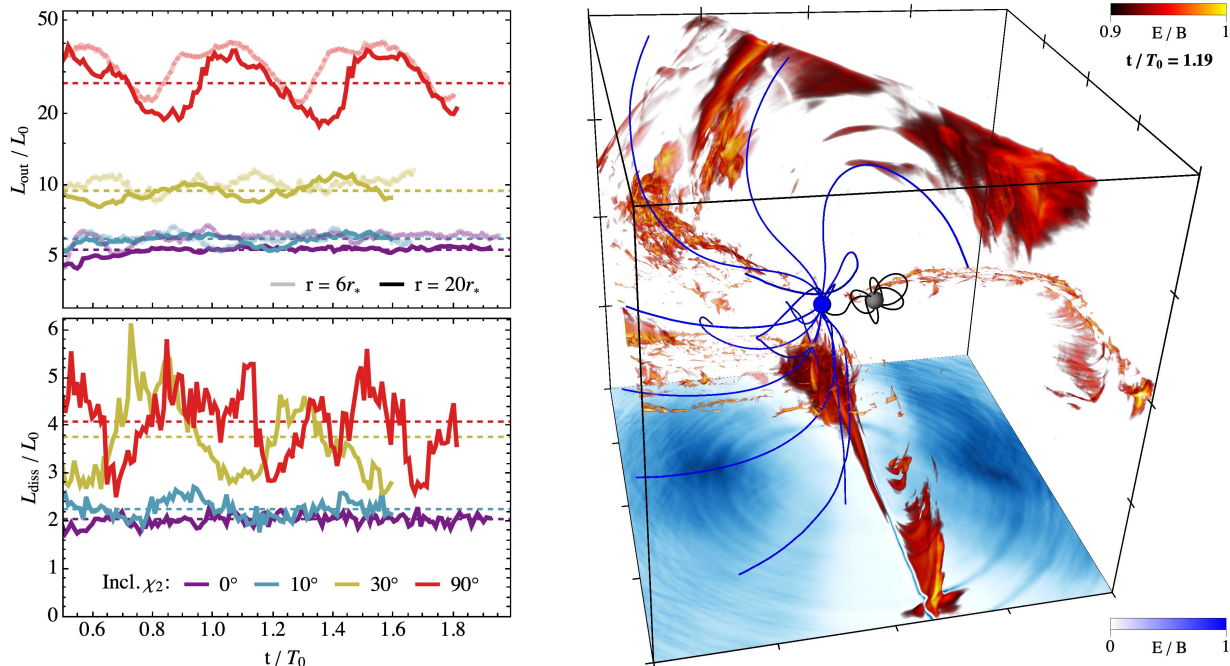 50
20
10
5
L_out / L_0
r = 6r_*
r = 20r_*
6
5
4
3
2
1
0
L_diss / L_0
Incl. χ_2:
0°
10°
30°
90°
0.6
0.8
1.0
1.2
1.4
1.6
1.8
t / T_0
0.9
E / B
1
t / T_0 = 1.19
0
E / B
1